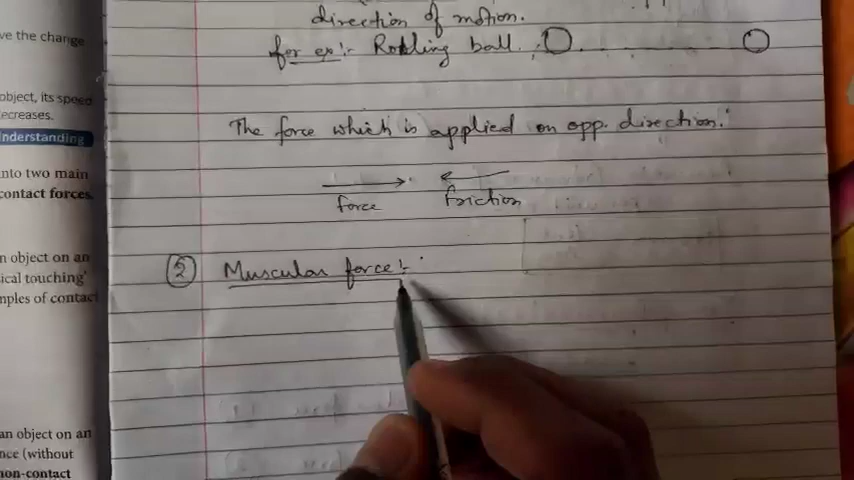 ve the change
object, its speed
ecreases.
nderstanding
nto two main
contact forces.
n object on an
ical touching'
mples of contact
an object on an
nce (without
non-contact
direction of motion.
for ex:- Rolling ball.
The force which is applied on opp. direction.
force friction
② Muscular force:-